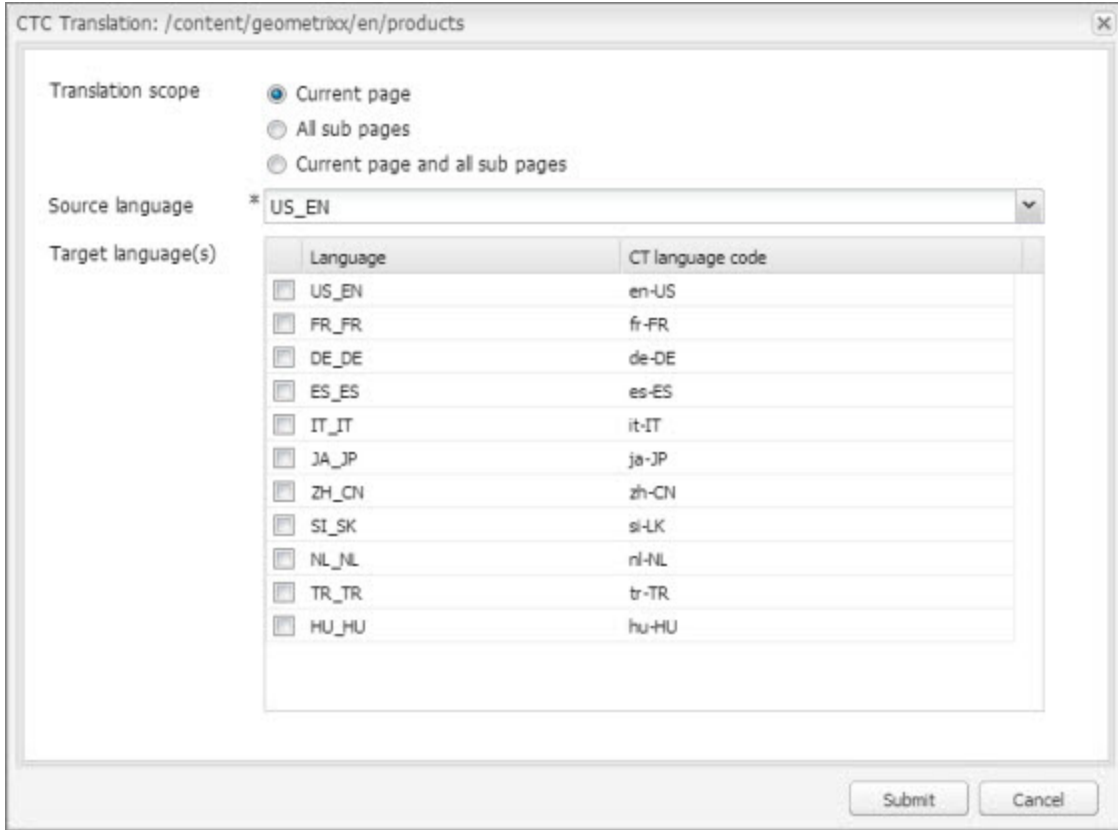 CTC Translation: /content/geometrixx/en/products
Translation scope
Current page
All sub pages
Current page and all sub pages
Source language * US_EN
Target language(s)
Language CT language code
US_EN en-US
FR_FR fr-FR
DE_DE de-DE
ES_ES es-ES
IT_IT it-IT
JA_JP ja-JP
ZH_CN zh-CN
SI_SK si-LK
NL_NL nl-NL
TR_TR tr-TR
HU_HU hu-HU
Submit Cancel